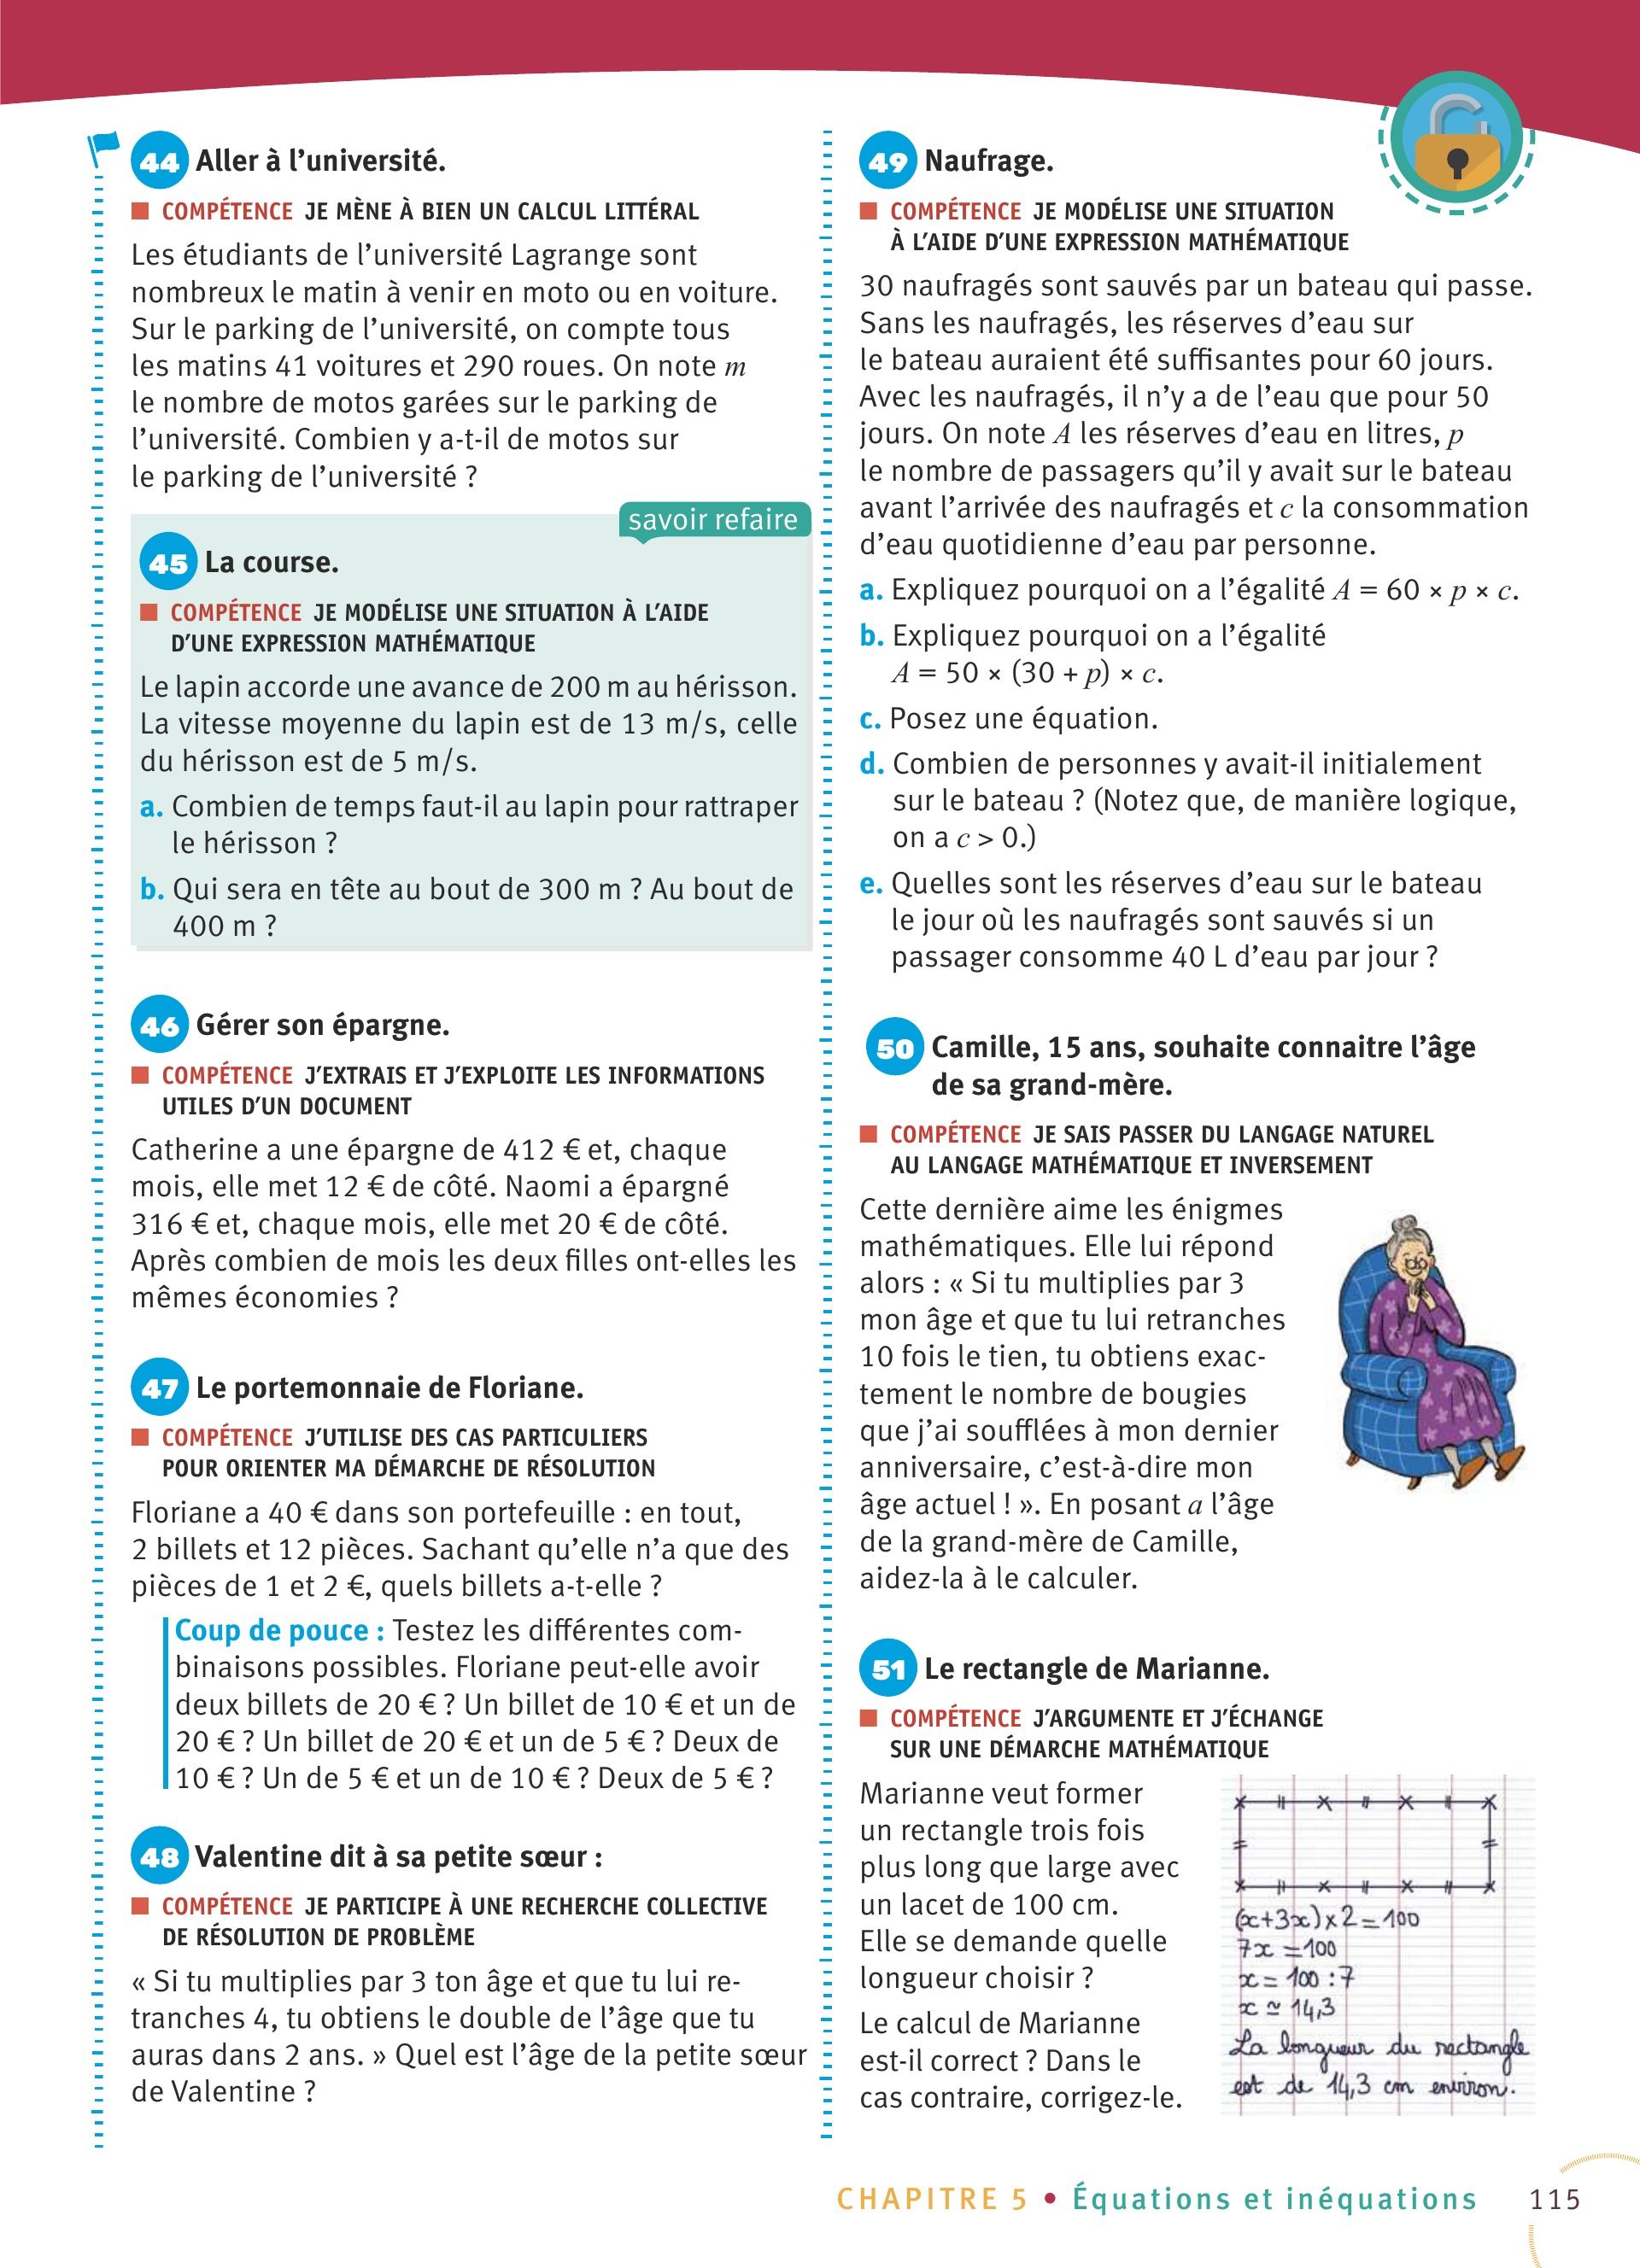 44 Aller à l'université.
COMPÉTENCE JE MÈNE À BIEN UN CALCUL LITTÉRAL
Les étudiants de l'université Lagrange sont
nombreux le matin à venir en moto ou en voiture.
Sur le parking de l'université, on compte tous
les matins 41 voitures et 290 roues. On note m
le nombre de motos garées sur le parking de
l'université. Combien y a-t-il de motos sur
le parking de l'université ?
savoir refaire
45 La course.
COMPÉTENCE JE MODÉLISE UNE SITUATION À L'AIDE
D'UNE EXPRESSION MATHÉMATIQUE
Le lapin accorde une avance de 200 m au hérisson.
La vitesse moyenne du lapin est de 13 m/s, celle
du hérisson est de 5 m/s.
a. Combien de temps faut-il au lapin pour rattraper
le hérisson ?
b. Qui sera en tête au bout de 300 m ? Au bout de
400 m ?
46 Gérer son épargne.
COMPÉTENCE J'EXTRAIS ET J'EXPLOITE LES INFORMATIONS
UTILES D'UN DOCUMENT
Catherine a une épargne de 412 € et, chaque
mois, elle met 12 € de côté. Naomi a épargné
316 € et, chaque mois, elle met 20 € de côté.
Après combien de mois les deux filles ont-elles les
mêmes économies ?
47 Le portemonnaie de Floriane.
COMPÉTENCE J'UTILISE DES CAS PARTICULIERS
POUR ORIENTER MA DÉMARCHE DE RÉSOLUTION
Floriane a 40 € dans son portefeuille : en tout,
2 billets et 12 pièces. Sachant qu'elle n'a que des
pièces de 1 et 2 €, quels billets a-t-elle ?
Coup de pouce : Testez les différentes com-
binaisons possibles. Floriane peut-elle avoir
deux billets de 20 € ? Un billet de 10 € et un de
20 € ? Un billet de 20 € et un de 5 € ? Deux de
10 € ? Un de 5 € et un de 10 € ? Deux de 5 € ?
48 Valentine dit à sa petite sœur :
COMPÉTENCE JE PARTICIPE À UNE RECHERCHE COLLECTIVE
DE RÉSOLUTION DE PROBLÈME
« Si tu multiplies par 3 ton âge et que tu lui re-
tranches 4, tu obtiens le double de l'âge que tu
auras dans 2 ans. » Quel est l'âge de la petite sœur
de Valentine ?
49 Naufrage.
COMPÉTENCE JE MODÉLISE UNE SITUATION
À L'AIDE D'UNE EXPRESSION MATHÉMATIQUE
30 naufragés sont sauvés par un bateau qui passe.
Sans les naufragés, les réserves d'eau sur
le bateau auraient été suffisantes pour 60 jours.
Avec les naufragés, il n'y a de l'eau que pour 50
jours. On note A les réserves d'eau en litres, p
le nombre de passagers qu'il y avait sur le bateau
avant l'arrivée des naufragés et c la consommation
d'eau quotidienne d'eau par personne.
a. Expliquez pourquoi on a l'égalité A = 60 × p × c.
b. Expliquez pourquoi on a l'égalité
A = 50 × (30 + p) × c.
c. Posez une équation.
d. Combien de personnes y avait-il initialement
sur le bateau ? (Notez que, de manière logique,
on a c > 0.)
e. Quelles sont les réserves d'eau sur le bateau
le jour où les naufragés sont sauvés si un
passager consomme 40 L d'eau par jour ?
50 Camille, 15 ans, souhaite connaitre l'âge
de sa grand-mère.
COMPÉTENCE JE SAIS PASSER DU LANGAGE NATUREL
AU LANGAGE MATHÉMATIQUE ET INVERSEMENT
Cette dernière aime les énigmes
mathématiques. Elle lui répond
alors : « Si tu multiplies par 3
mon âge et que tu lui retranches
10 fois le tien, tu obtiens exac-
tement le nombre de bougies
que j'ai soufflées à mon dernier
anniversaire, c'est-à-dire mon
âge actuel ! ». En posant a l'âge
de la grand-mère de Camille,
aidez-la à le calculer.
51 Le rectangle de Marianne.
COMPÉTENCE J'ARGUMENTE ET J'ÉCHANGE
SUR UNE DÉMARCHE MATHÉMATIQUE
Marianne veut former
un rectangle trois fois
plus long que large avec
un lacet de 100 cm.
Elle se demande quelle
longueur choisir ?
Le calcul de Marianne
est-il correct ? Dans le
cas contraire, corrigez-le.
(x+3x)×2=100
7x=100
x=100:7
x≃14,3
La longueur du rectangle
est de 14,3 cm environ.
CHAPITRE 5 • Équations et inéquations 115